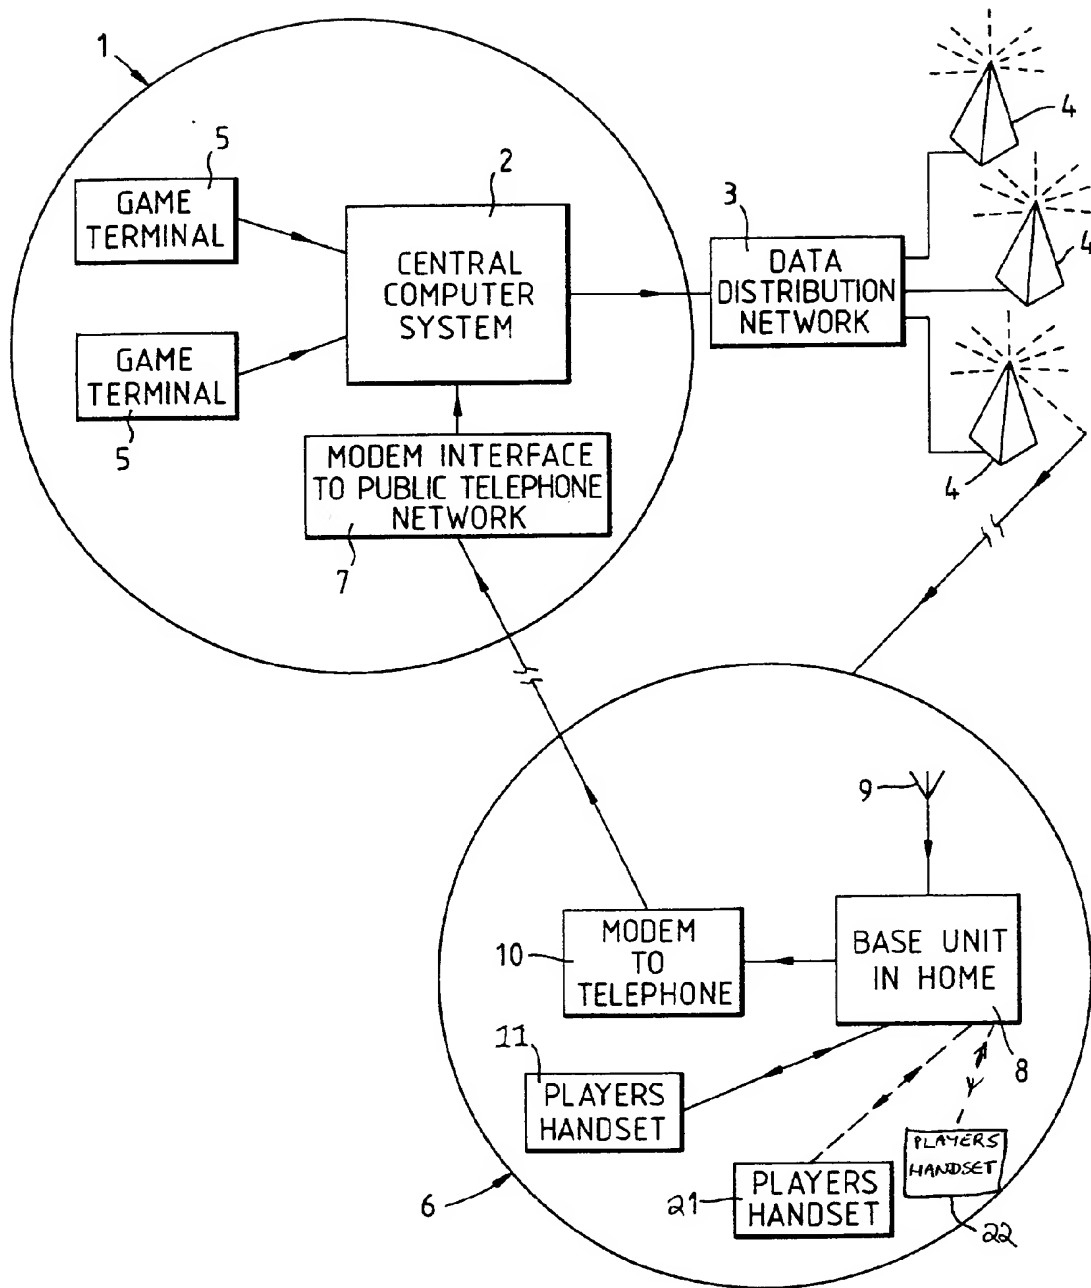 1
5
GAME
TERMINAL
2
CENTRAL
COMPUTER
SYSTEM
3
DATA
DISTRIBUTION
NETWORK
4
4
4
GAME
TERMINAL
5
MODEM INTERFACE
TO PUBLIC TELEPHONE
NETWORK
7
9
10
MODEM
TO
TELEPHONE
BASE UNIT
IN HOME
8
11
PLAYERS
HANDSET
21
PLAYERS
HANDSET
PLAYERS
HANDSET
22
6